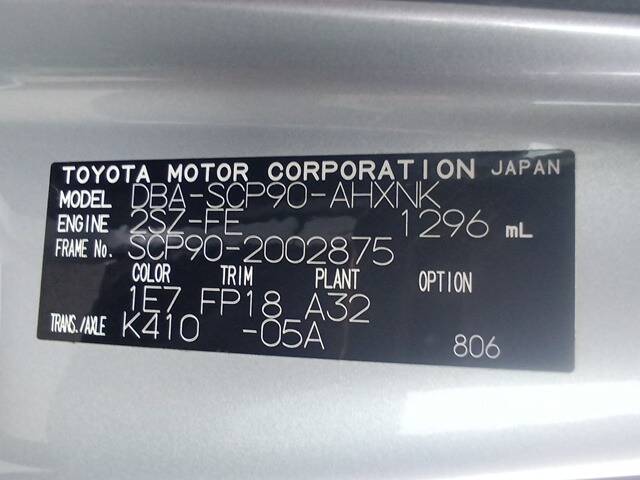 TOYOTA MOTOR CORPORATION JAPAN
MODEL DBA-SCP90-AHXNK
ENGINE 2SZ-FE 1296 mL
FRAME No. SCP90-2002875
COLOR TRIM PLANT OPTION
1E7 FP18 A32
TRANS./AXLE K410 -05A
806